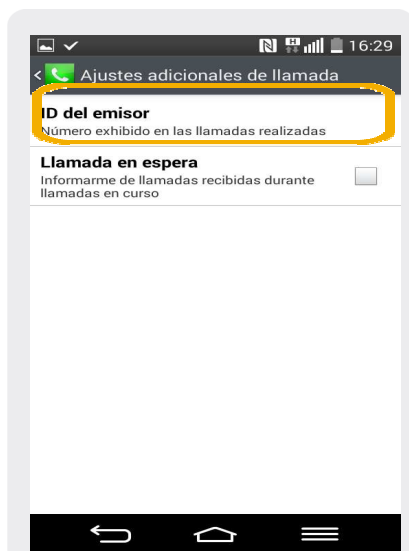 16:29
Ajustes adicionales de llamada
ID del emisor
Número exhibido en las llamadas realizadas
Llamada en espera
Informarme de llamadas recibidas durante
llamadas en curso